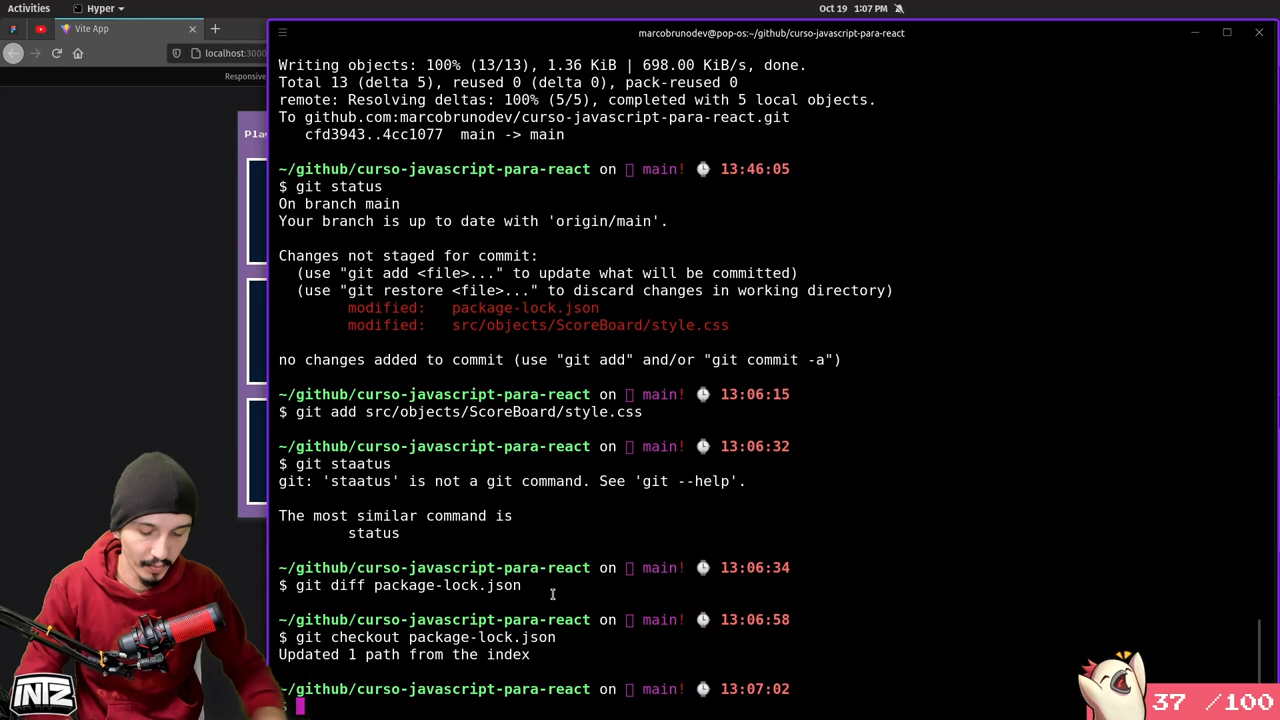 Activities
Hyper
Oct 19 1:07 PM
Vite App
localhost:3000
Responsive
marcobrunodev@pop-os:~/github/curso-javascript-para-react
Writing objects: 100% (13/13), 1.36 KiB | 698.00 KiB/s, done.
Total 13 (delta 5), reused 0 (delta 0), pack-reused 0
remote: Resolving deltas: 100% (5/5), completed with 5 local objects.
To github.com:marcobrunodev/curso-javascript-para-react.git
cfd3943..4cc1077 main -> main
~/github/curso-javascript-para-react on main! 13:46:05
$ git status
On branch main
Your branch is up to date with 'origin/main'.
Changes not staged for commit:
(use "git add <file>..." to update what will be committed)
(use "git restore <file>..." to discard changes in working directory)
modified: package-lock.json
modified: src/objects/ScoreBoard/style.css
no changes added to commit (use "git add" and/or "git commit -a")
~/github/curso-javascript-para-react on main! 13:06:15
$ git add src/objects/ScoreBoard/style.css
~/github/curso-javascript-para-react on main! 13:06:32
$ git staatus
git: 'staatus' is not a git command. See 'git --help'.
The most similar command is
status
~/github/curso-javascript-para-react on main! 13:06:34
$ git diff package-lock.json
~/github/curso-javascript-para-react on main! 13:06:58
$ git checkout package-lock.json
Updated 1 path from the index
~/github/curso-javascript-para-react on main! 13:07:02
INTZ
37 /100